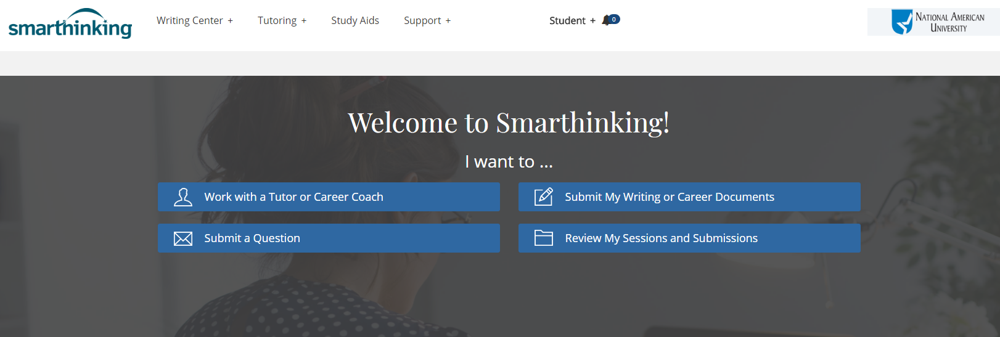 smarthinking
Writing Center +
Tutoring +
Study Aids
Support +
Student + 0
NATIONAL AMERICAN
UNIVERSITY
Welcome to Smarthinking!
I want to ...
Work with a Tutor or Career Coach
Submit My Writing or Career Documents
Submit a Question
Review My Sessions and Submissions